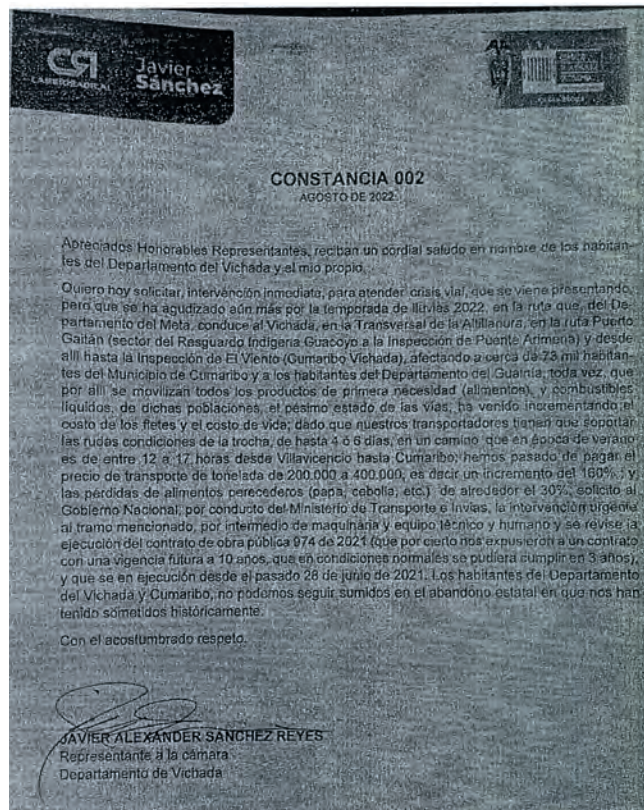 CR
CAMBIO RADICAL
Javier
Sánchez
CONSTANCIA 002
AGOSTO DE 2022
Apreciados Honorables Representantes, reciban un cordial saludo en nombre de los habitan-
tes del Departamento del Vichada y el mio propio.
Quiero hoy solicitar, intervención inmediata, para atender crisis vial, que se viene presentando,
pero que se ha agudizado aún más por la temporada de lluvias 2022, en la ruta que, del De-
partamento del Meta, conduce al Vichada, en la Transversal de la Altillanura, en la ruta Puerto
Gaitán (sector del Resguardo Indígena Guacoyo a la Inspección de Puente Arimena) y desde
allí hasta la Inspección de El Viento (Cumaribo Vichada), afectando a cerca de 73 mil habitan-
tes del Municipio de Cumaribo y a los habitantes del Departamento del Guainía, toda vez, que
por allí se movilizan todos los productos de primera necesidad (alimentos), y combustibles
líquidos, de dichas poblaciones, el pésimo estado de las vías, ha venido incrementando el
costo de los fletes y el costo de vida; dado que nuestros transportadores tienen que soportar
las rudas condiciones de la trocha, de hasta 4 ó 6 días, en un camino que en época de verano
es de entre 12 a 17 horas desde Villavicencio hasta Cumaribo; hemos pasado de pagar el
precio de transporte de tonelada de 200.000 a 400.000, es decir un incremento del 160%; y
las pérdidas de alimentos perecederos (papa, cebolla, etc.) de alrededor el 30%, solicito al
Gobierno Nacional, por conducto del Ministerio de Transporte e Invías, la intervención urgente
al tramo mencionado, por intermedio de maquinaria y equipo técnico y humano y se revise la
ejecución del contrato de obra pública 974 de 2021 (que por cierto nos expusieron a un contrato
con una vigencia futura a 10 años, que en condiciones normales se pudiera cumplir en 3 años),
y que se en ejecución desde el pasado 28 de junio de 2021. Los habitantes del Departamento
del Vichada y Cumaribo, no podemos seguir sumidos en el abandono estatal en que nos han
tenido sometidos históricamente.
Con el acostumbrado respeto.
JAVIER ALEXANDER SÁNCHEZ REYES
Representante a la cámara
Departamento de Vichada